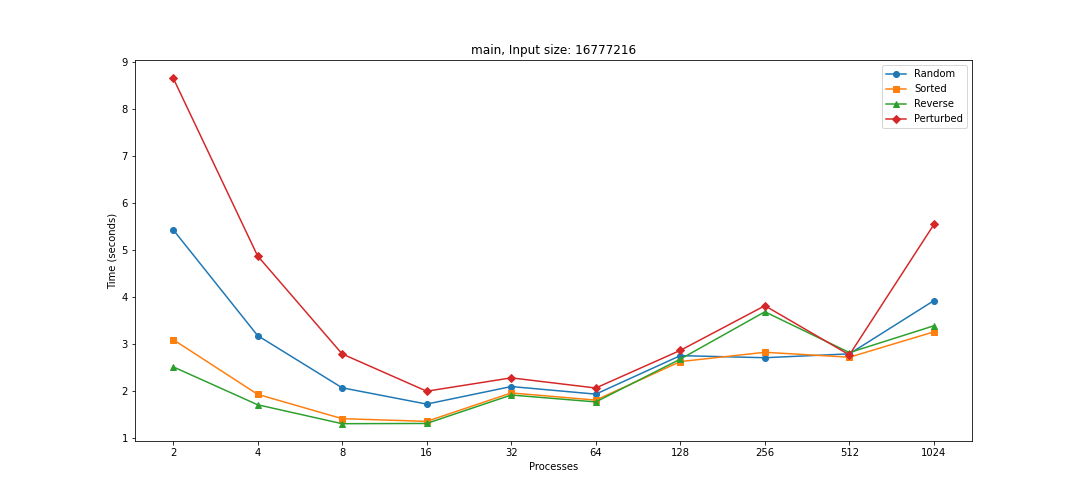 main, Input size: 16777216
Random
Sorted
Reverse
Perturbed
Time (seconds)
9
8
7
6
5
4
3
2
1
2 4 8 16 32 64 128 256 512 1024
Processes